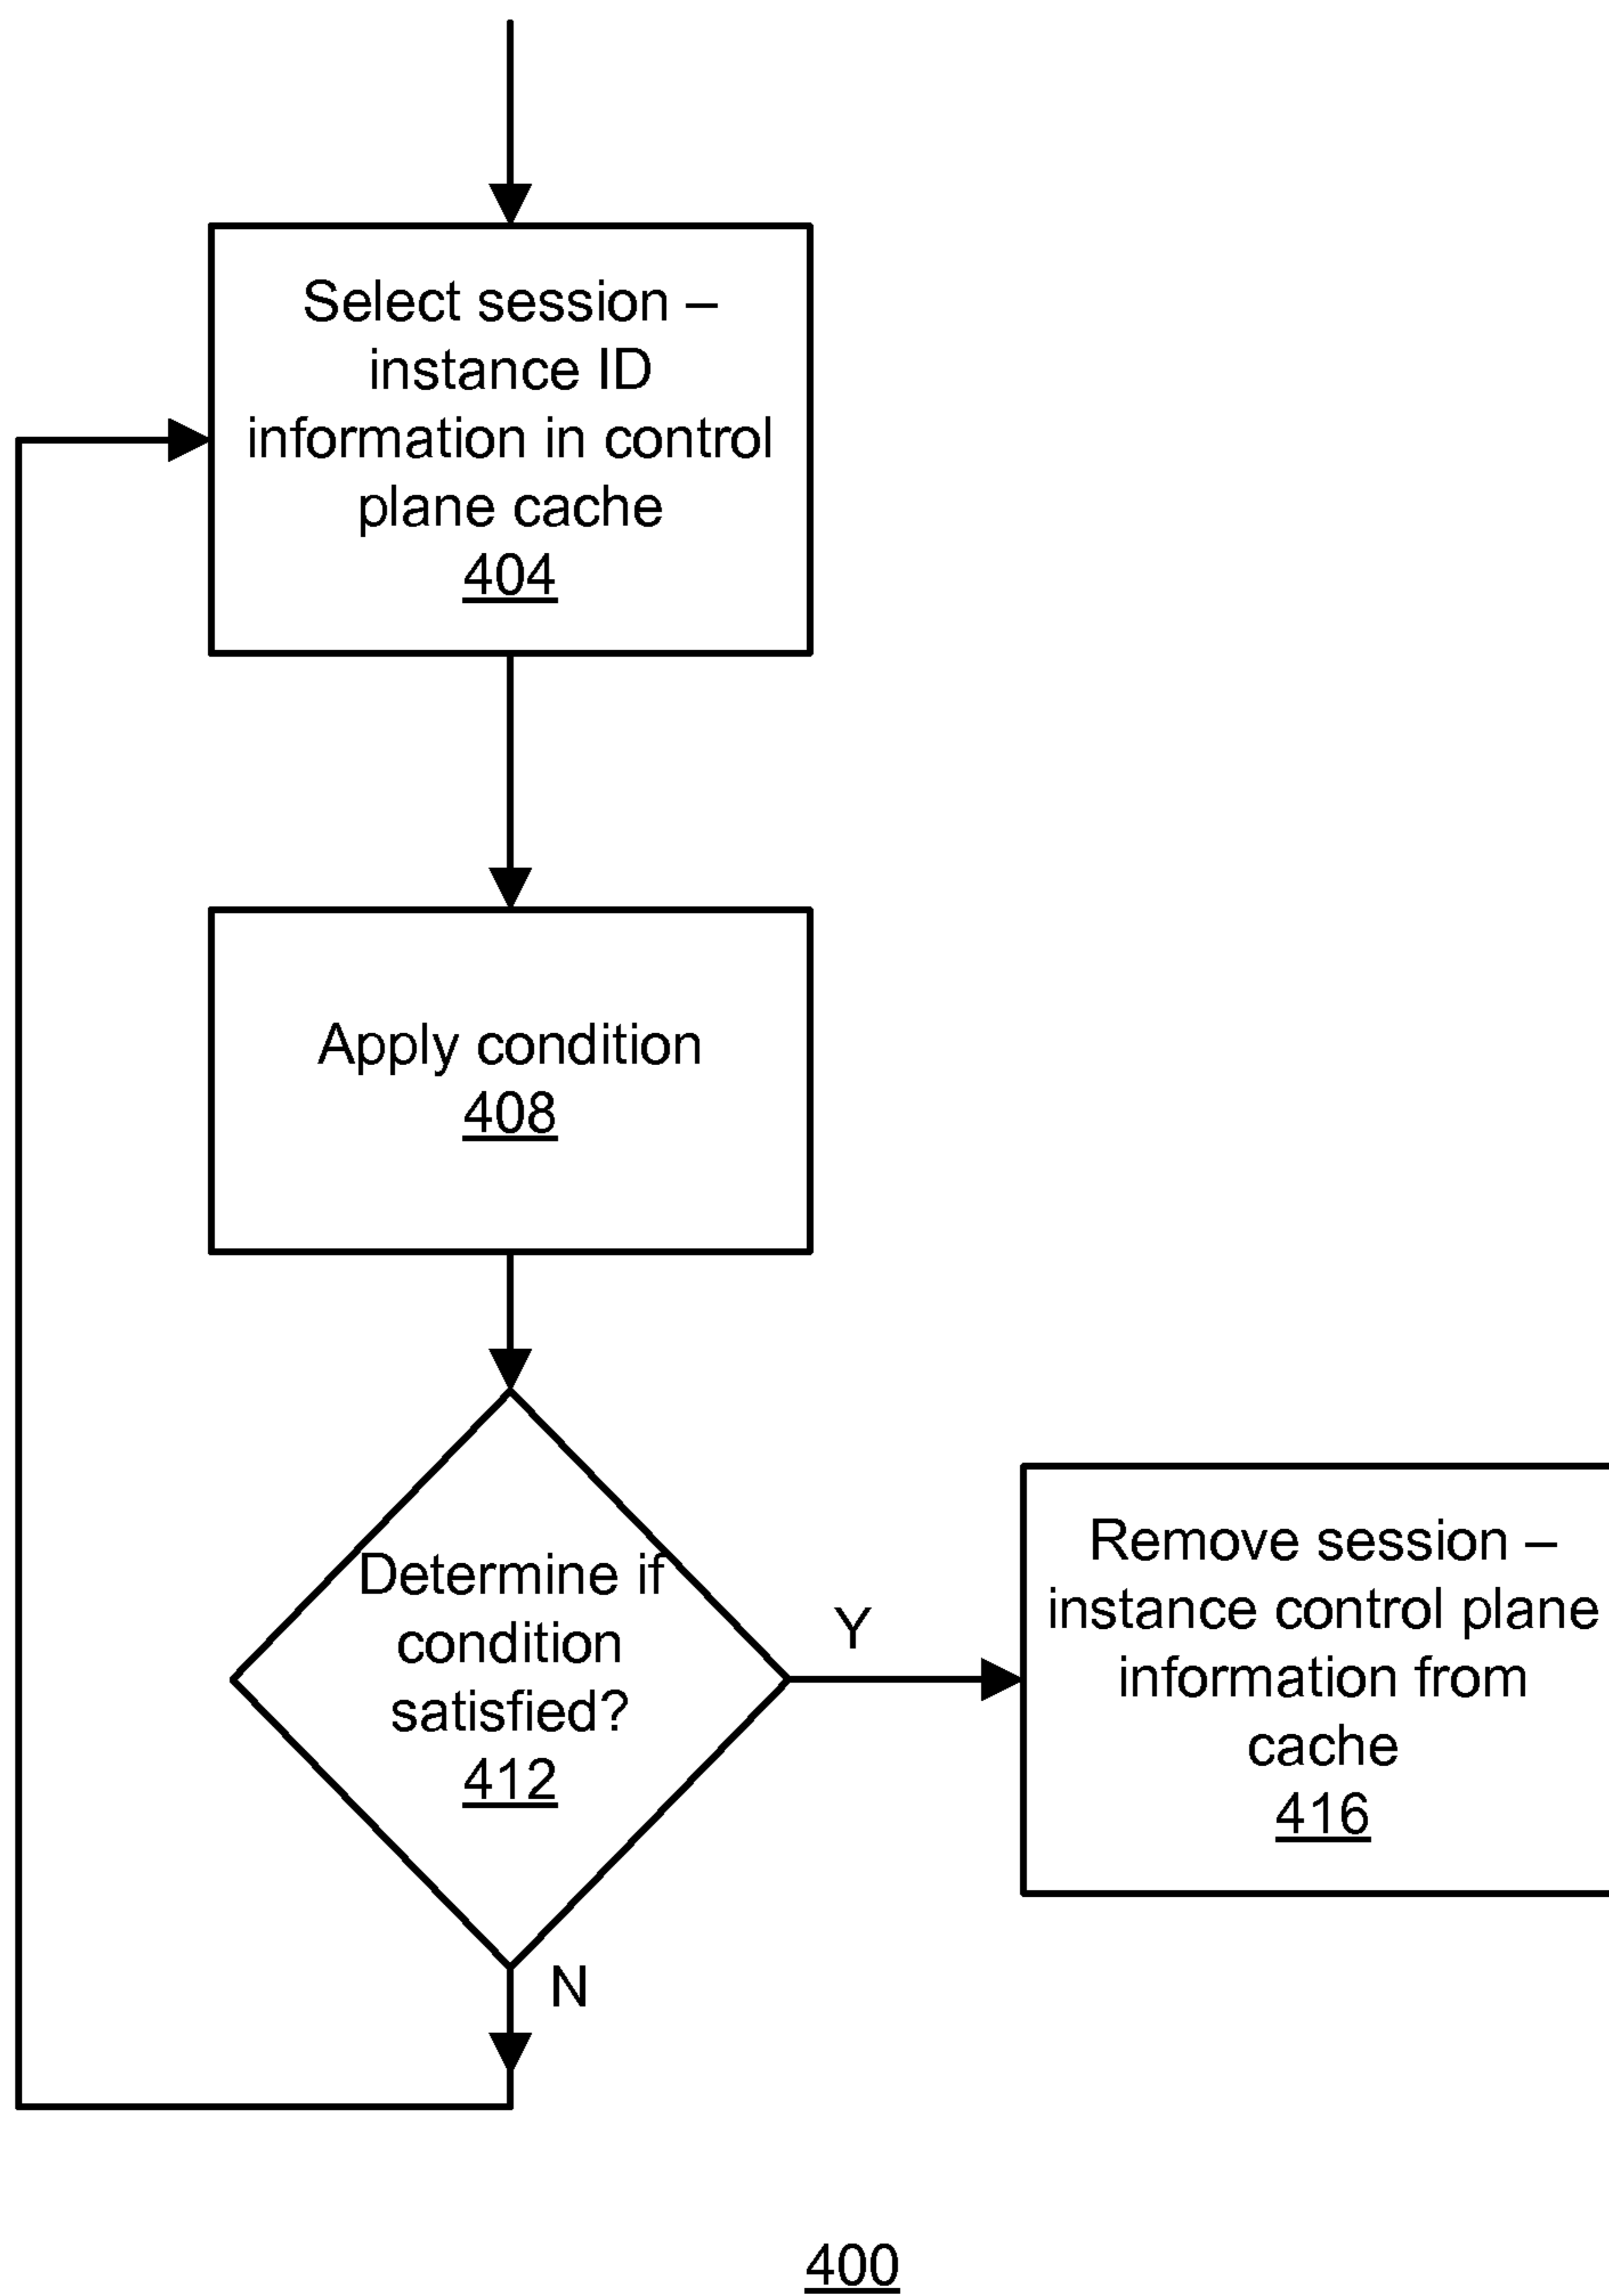 Select session –
instance ID
information in control
plane cache
404
Apply condition
408
Determine if
condition
satisfied?
412
Y
Remove session –
instance control plane
information from
cache
416
N
400